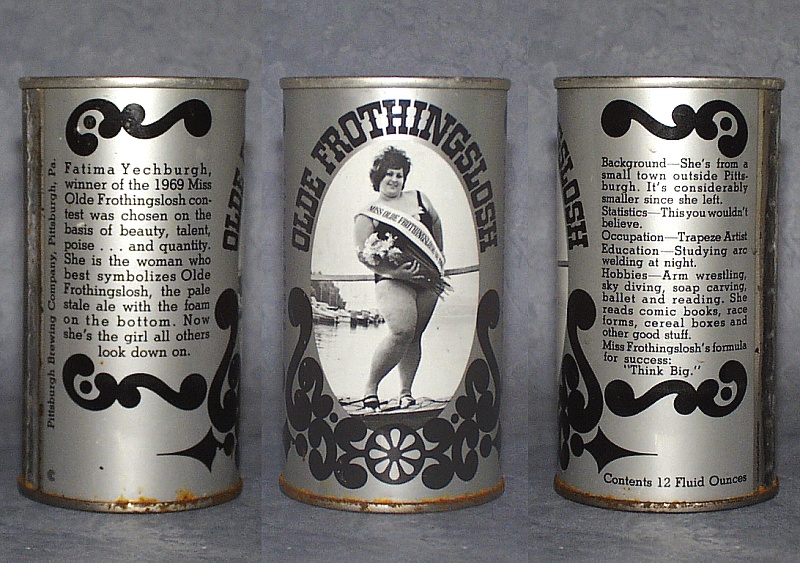 Fatima Yechburgh,
winner of the 1969 Miss
Olde Frothingslosh con-
test was chosen on the
basis of beauty, talent,
poise . . . and quantity.
She is the woman who
best symbolizes Olde
Frothingslosh, the pale
stale ale with the foam
on the bottom. Now
she's the girl all others
look down on.
Pittsburgh Brewing Company, Pittsburgh, Pa.
OLDE
OLDE FROTHINGSLOSH
MISS OLDE FROTHINGSLOSH
SLOSH
Background—She's from a
small town outside Pitts-
burgh. It's considerably
smaller since she left.
Statistics—This you wouldn't
believe.
Occupation—Trapeze Artist
Education—Studying arc
welding at night.
Hobbies—Arm wrestling,
sky diving, soap carving,
ballet and reading. She
reads comic books, race
forms, cereal boxes and
other good stuff.
Miss Frothingslosh's formula
for success:
"Think Big."
Contents 12 Fluid Ounces